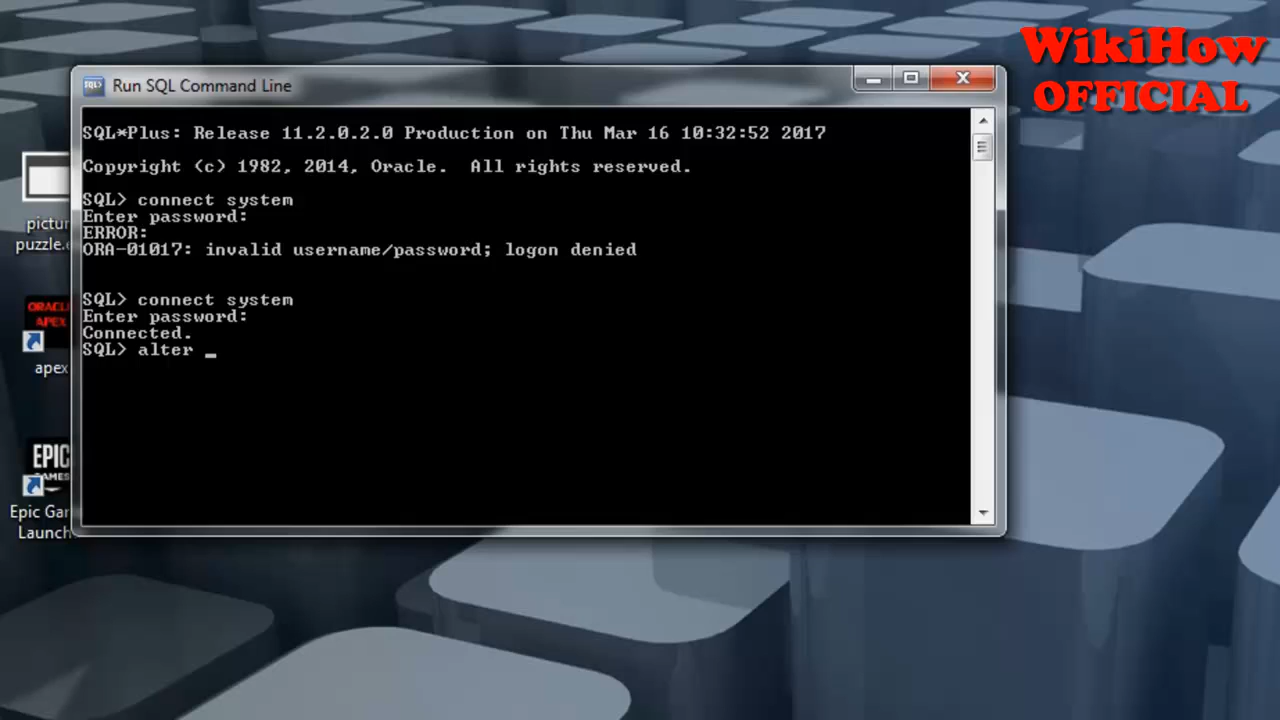 WikiHow
OFFICIAL
Run SQL Command Line
SQL*Plus: Release 11.2.0.2.0 Production on Thu Mar 16 10:32:52 2017
Copyright (c) 1982, 2014, Oracle.  All rights reserved.
SQL> connect system
Enter password:
ERROR:
ORA-01017: invalid username/password; logon denied
SQL> connect system
Enter password:
Connected.
SQL> alter _
puzzle.e
ORACL
APEX
apex
EPIC
GAMES
Epic Gar
Launch